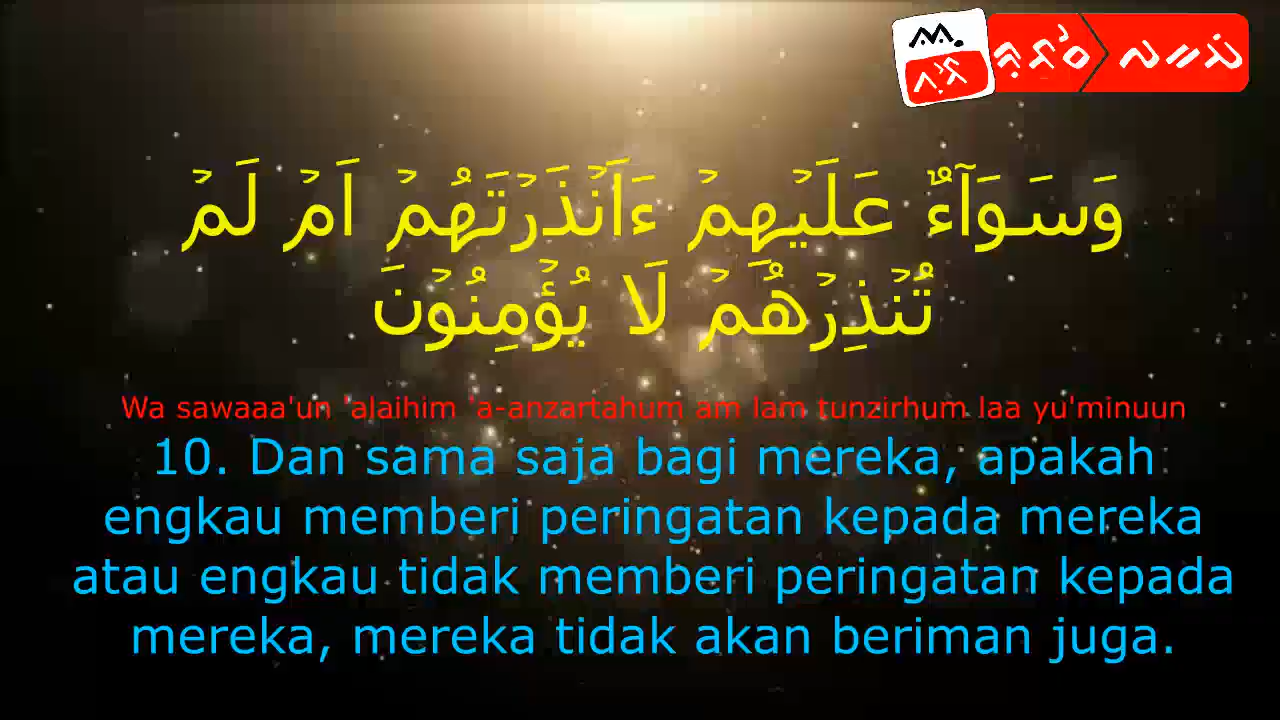 وَسَوَآءٌ عَلَيْهِمْ ءَاَنْذَرْتَهُمْ اَمْ لَمْ
تُنْذِرْهُمْ لَا يُؤْمِنُوْنَ
Wa sawaaa'un 'alaihim 'a-anzartahum am lam tunzirhum laa yu'minuun
10. Dan sama saja bagi mereka, apakah
engkau memberi peringatan kepada mereka
atau engkau tidak memberi peringatan kepada
mereka, mereka tidak akan beriman juga.